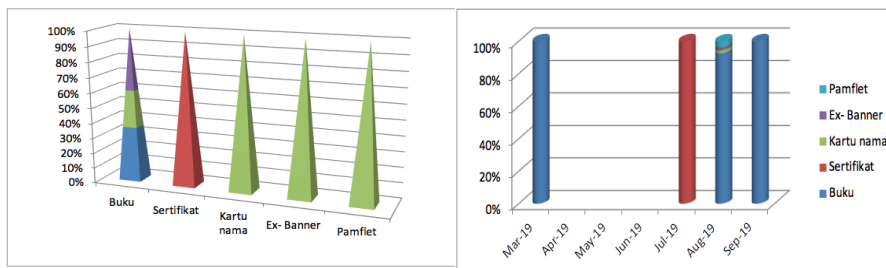 100%
90%
80%
70%
60%
50%
40%
30%
20%
10%
0%
Buku
Sertifikat
Kartu
nama
Ex- Banner
Pamflet
100%
80%
60%
40%
20%
0%
Mar-19
Apr-19
May-19
Jun-19
Jul-19
Aug-19
Sep-19
Pamflet
Ex- Banner
Kartu nama
Sertifikat
Buku